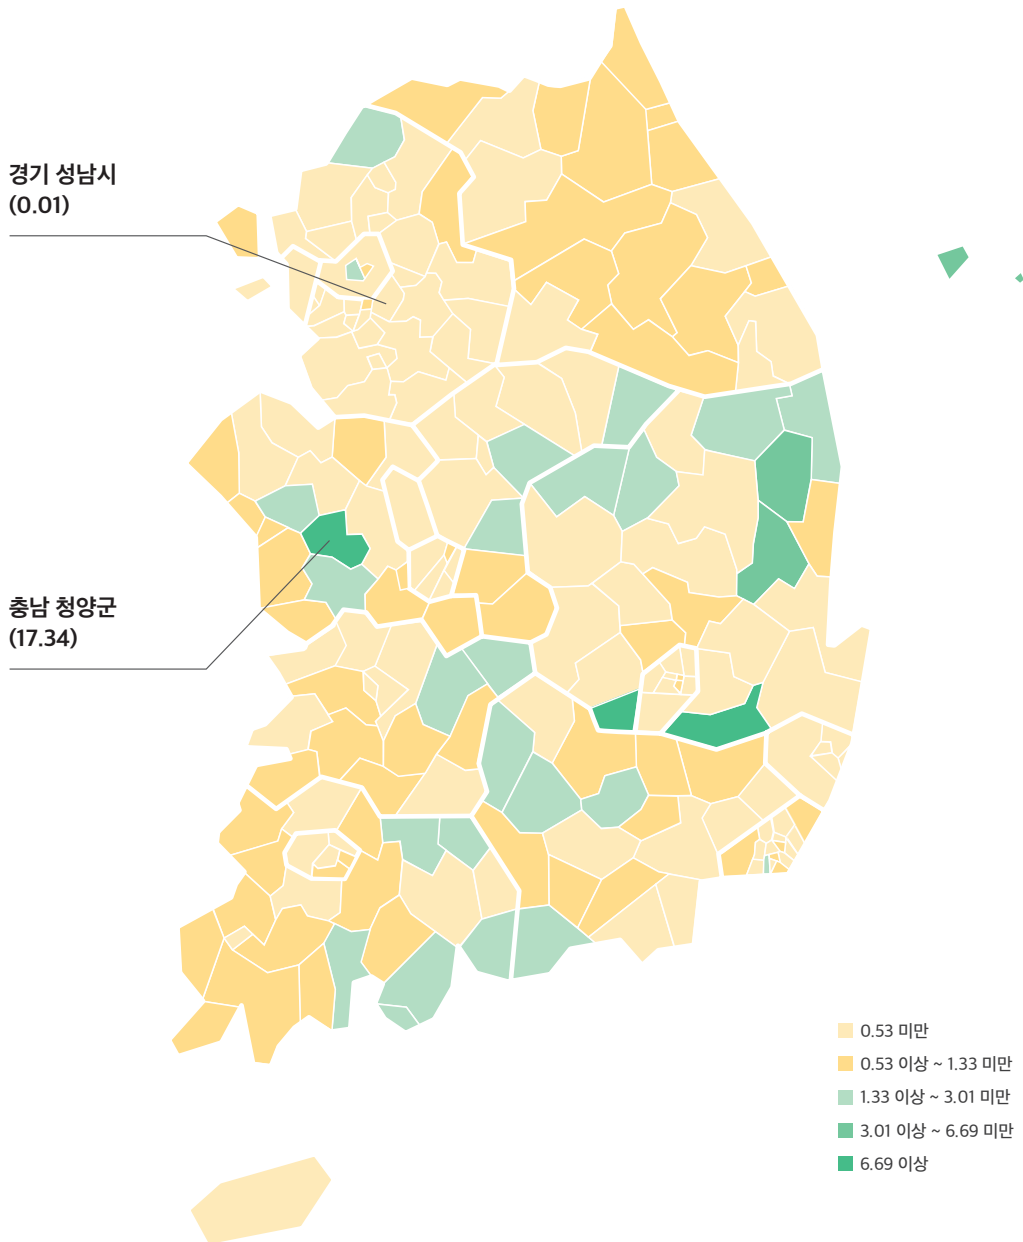 경기 성남시
(0.01)
충남 청양군
(17.34)
0.53 미만
0.53 이상 ~ 1.33 미만
1.33 이상 ~ 3.01 미만
3.01 이상 ~ 6.69 미만
6.69 이상